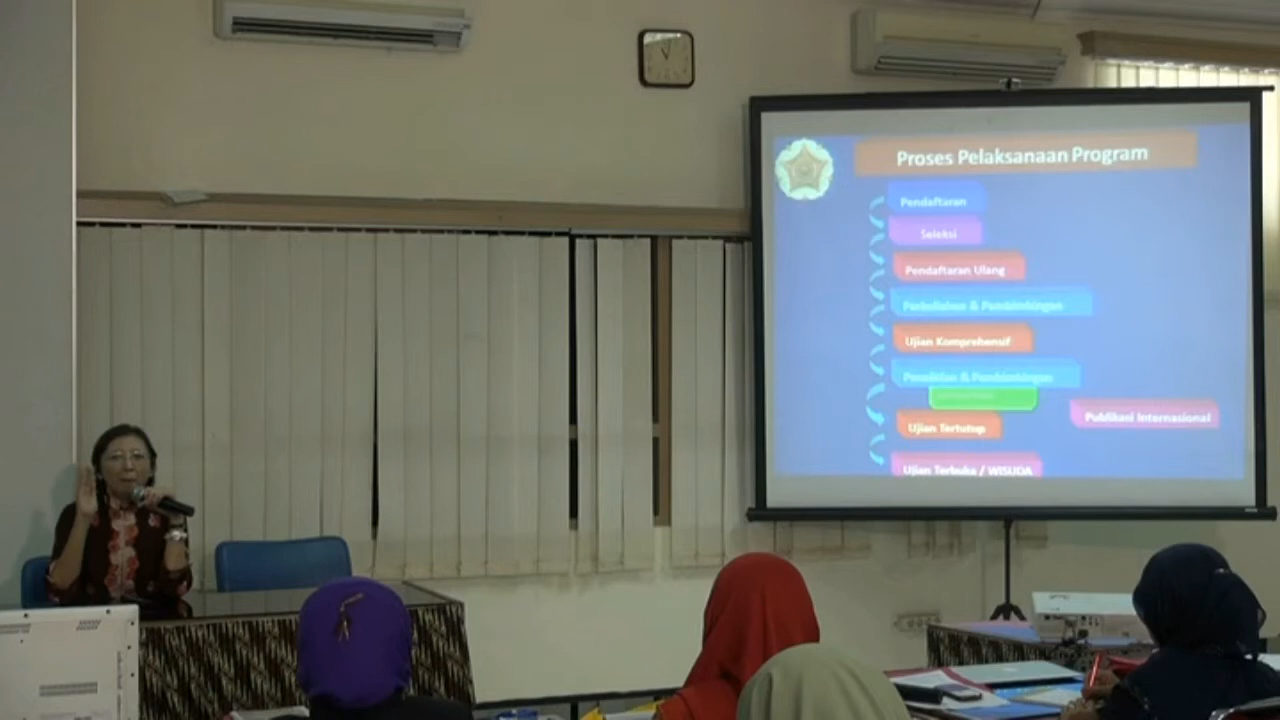 Proses Pelaksanaan Program
Pendaftaran
Seleksi
Pendaftaran Ulang
Perkuliahan & Pembimbingan
Ujian Komprehensif
Penelitian & Pembimbingan
Ujian Tertutup
Publikasi Internasional
Ujian Terbuka / WISUDA